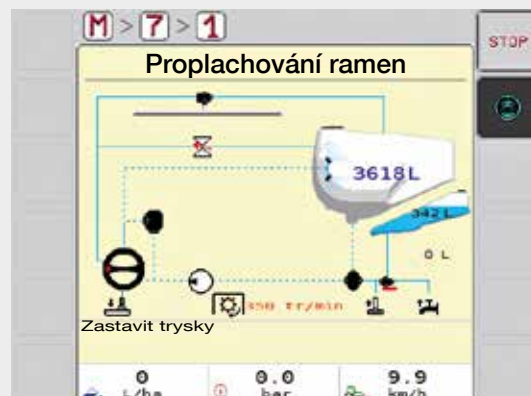 M > 7 > 1
STOP
Proplachování ramen
3618L
342 L
0 L
350 tr/min
Zastavit trysky
0 0.0 9.9
L/ha bar km/h